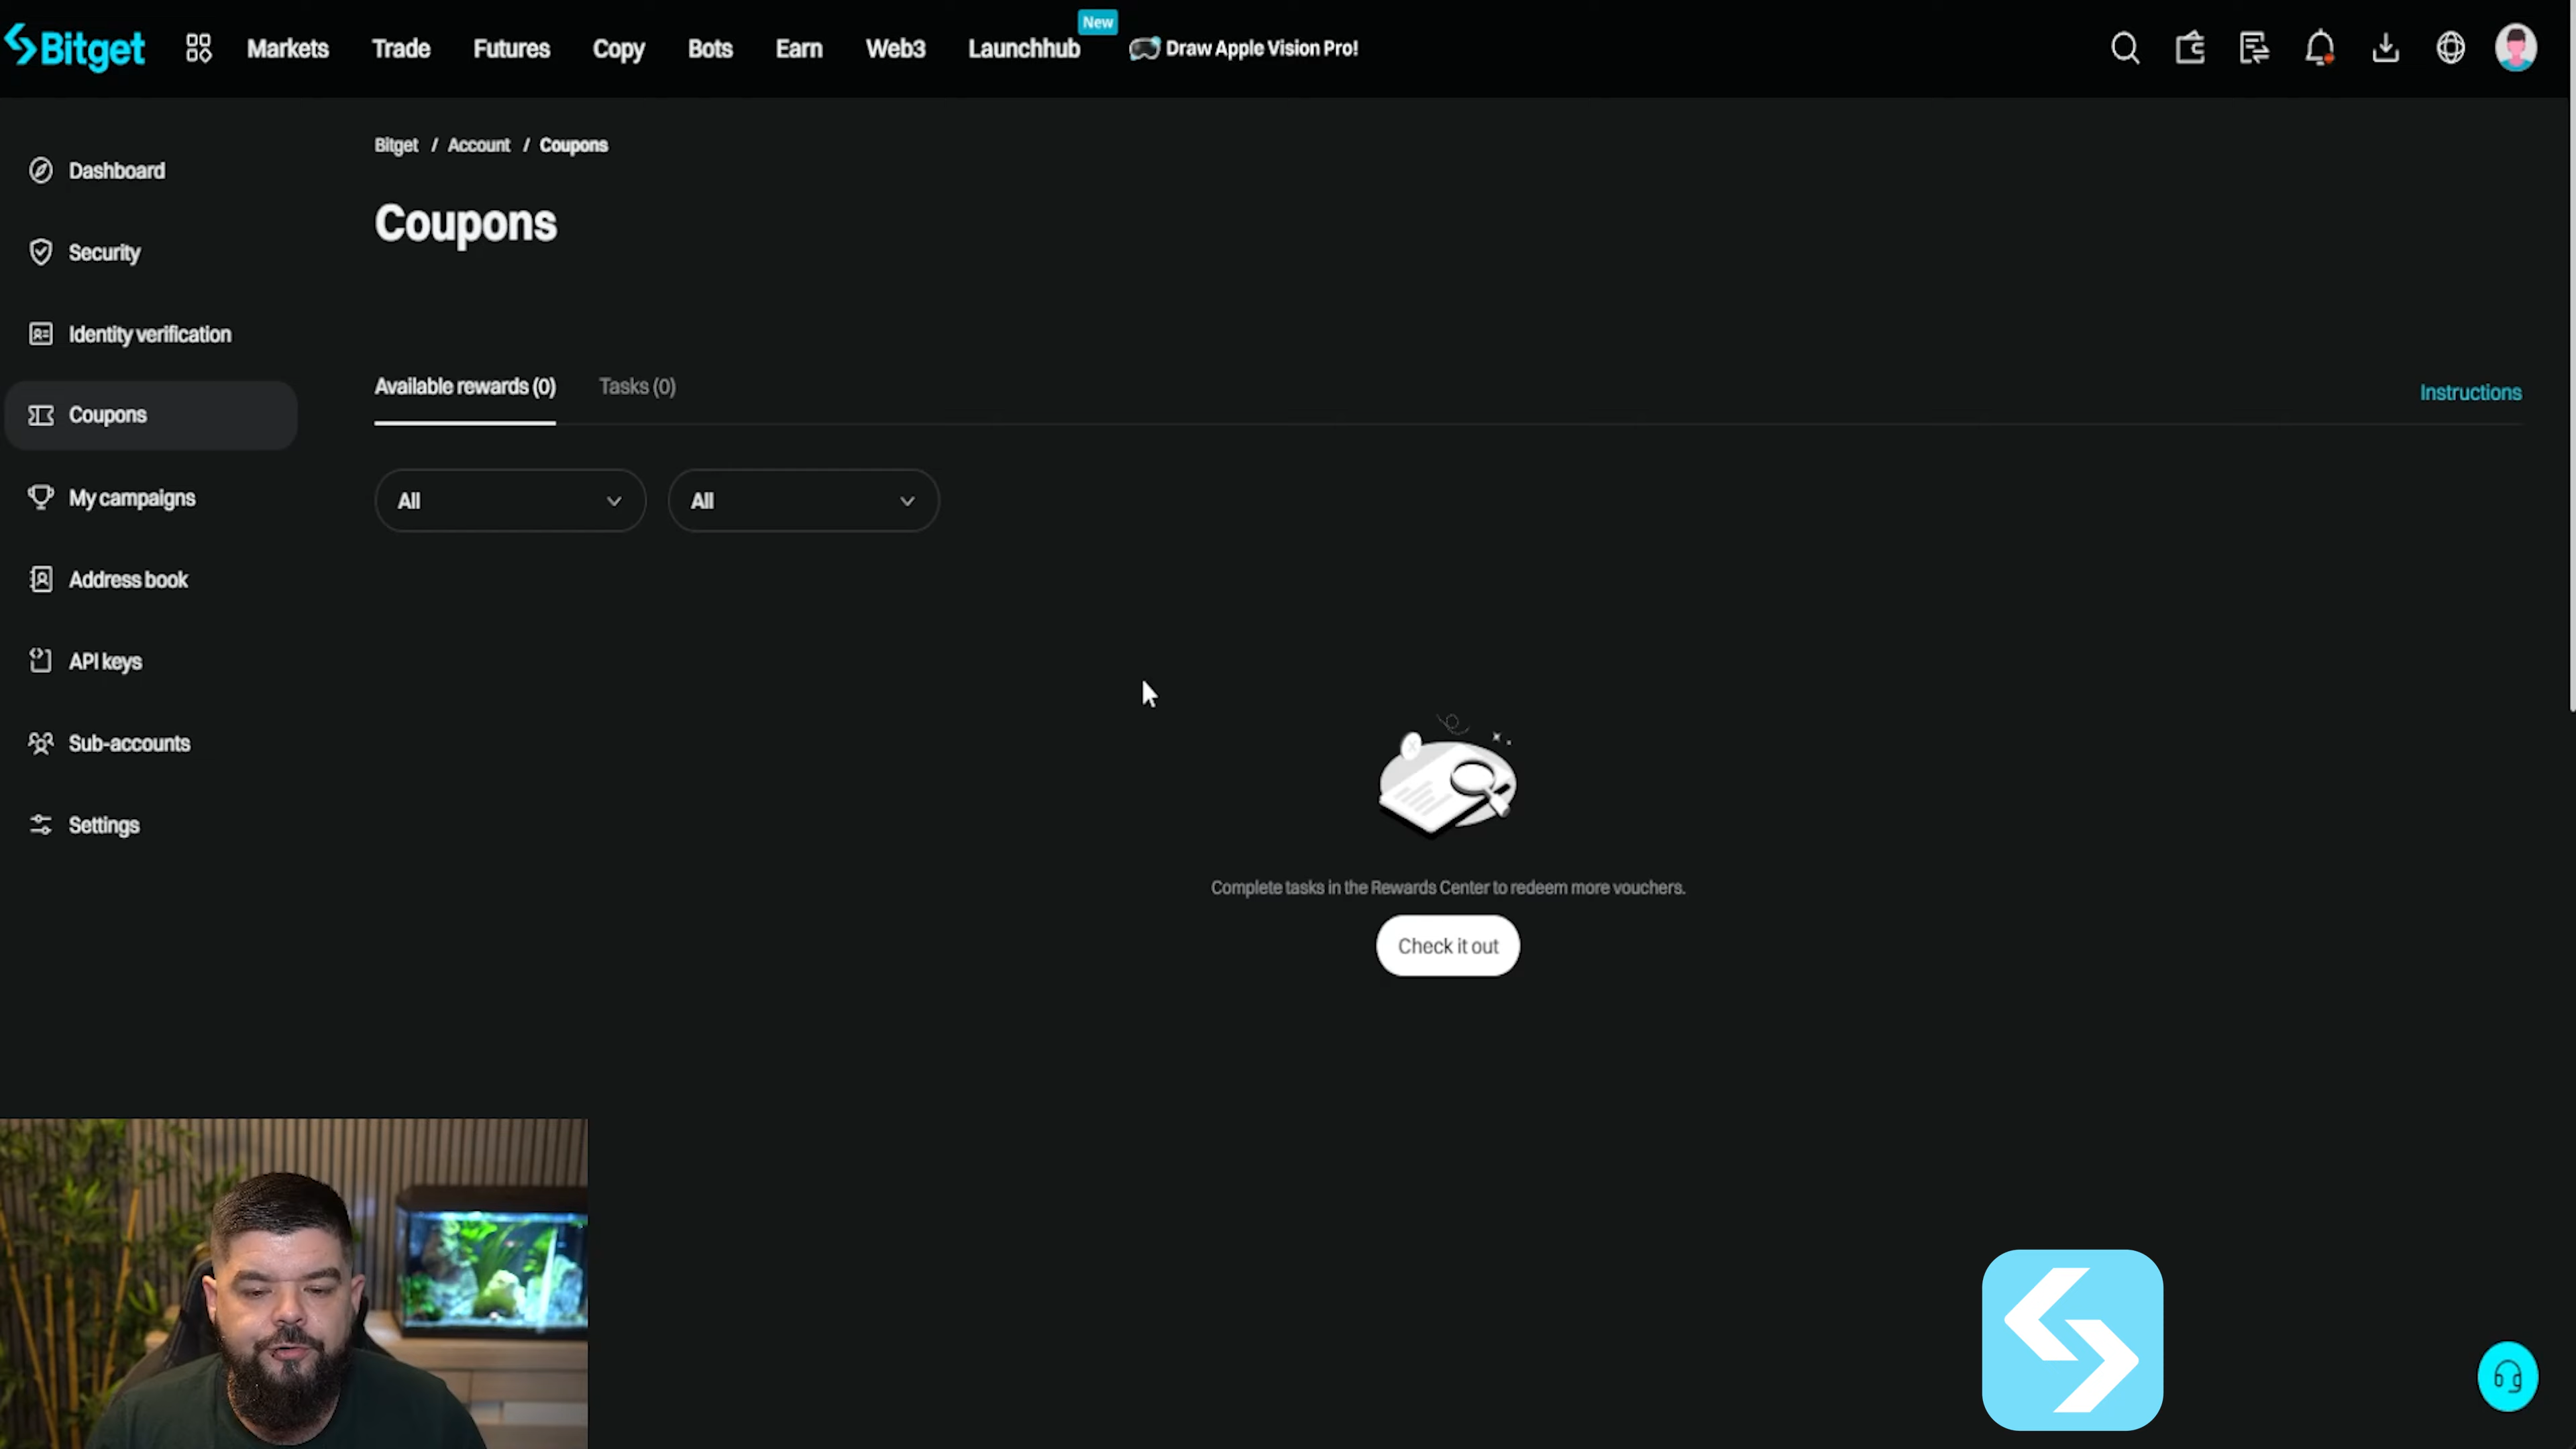 Bitget
Markets
Trade
Futures
Copy
Bots
Earn
Web3
Launchhub
New
Draw Apple Vision Pro!
Dashboard
Security
Identity verification
Coupons
My campaigns
Address book
API keys
Sub-accounts
Settings
Bitget / Account / Coupons
Coupons
Available rewards (0)
Tasks (0)
Instructions
All
All
Complete tasks in the Rewards Center to redeem more vouchers.
Check it out